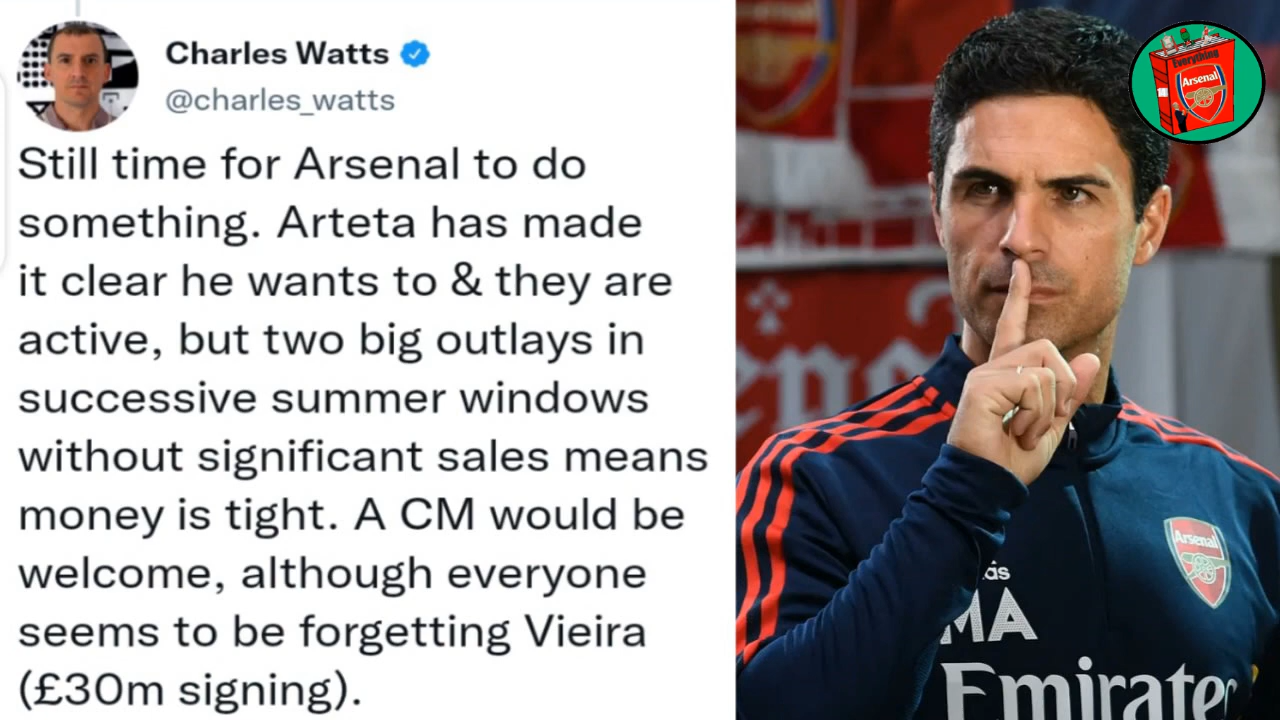 Charles Watts
@charles_watts
Still time for Arsenal to do
something. Arteta has made
it clear he wants to & they are
active, but two big outlays in
successive summer windows
without significant sales means
money is tight. A CM would be
welcome, although everyone
seems to be forgetting Vieira
(£30m signing).
Everything
Arsenal
Arsenal
MA
Emirates